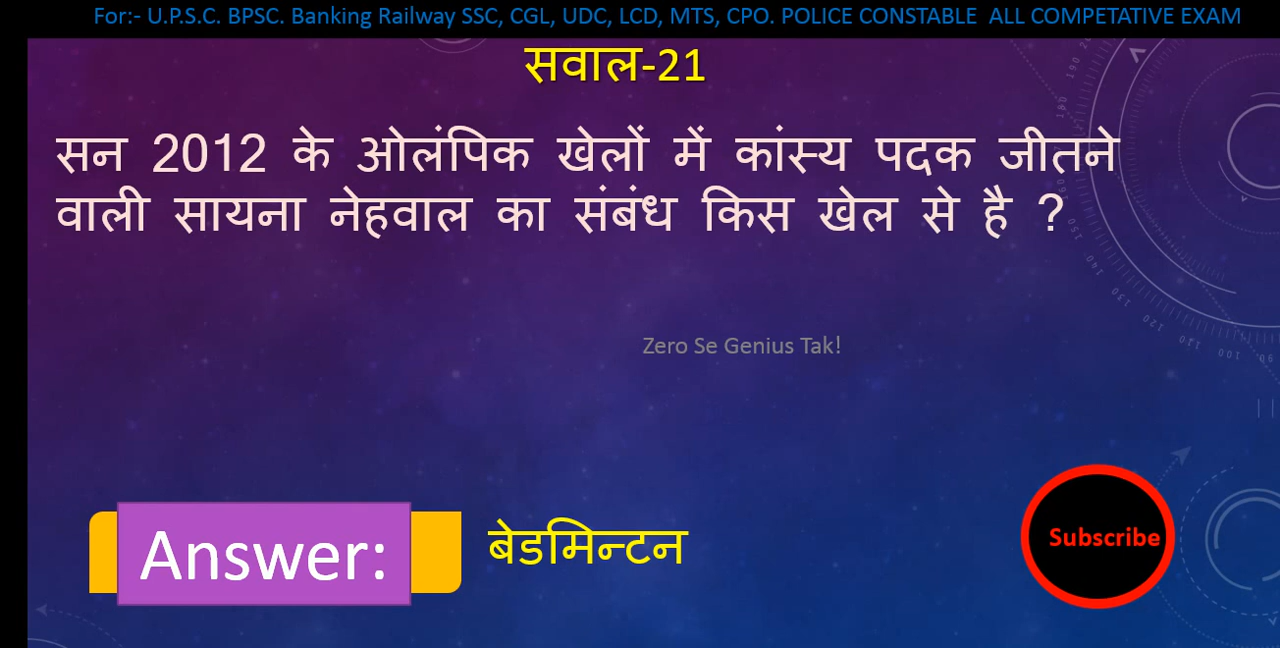 For:- U.P.S.C. BPSC. Banking Railway SSC, CGL, UDC, LCD, MTS, CPO. POLICE CONSTABLE ALL COMPETATIVE EXAM
सवाल-21
सन 2012 के ओलंपिक खेलों में कांस्य पदक जीतने
वाली सायना नेहवाल का संबंध किस खेल से है ?
Zero Se Genius Tak!
Answer: बेडमिन्टन
Subscribe